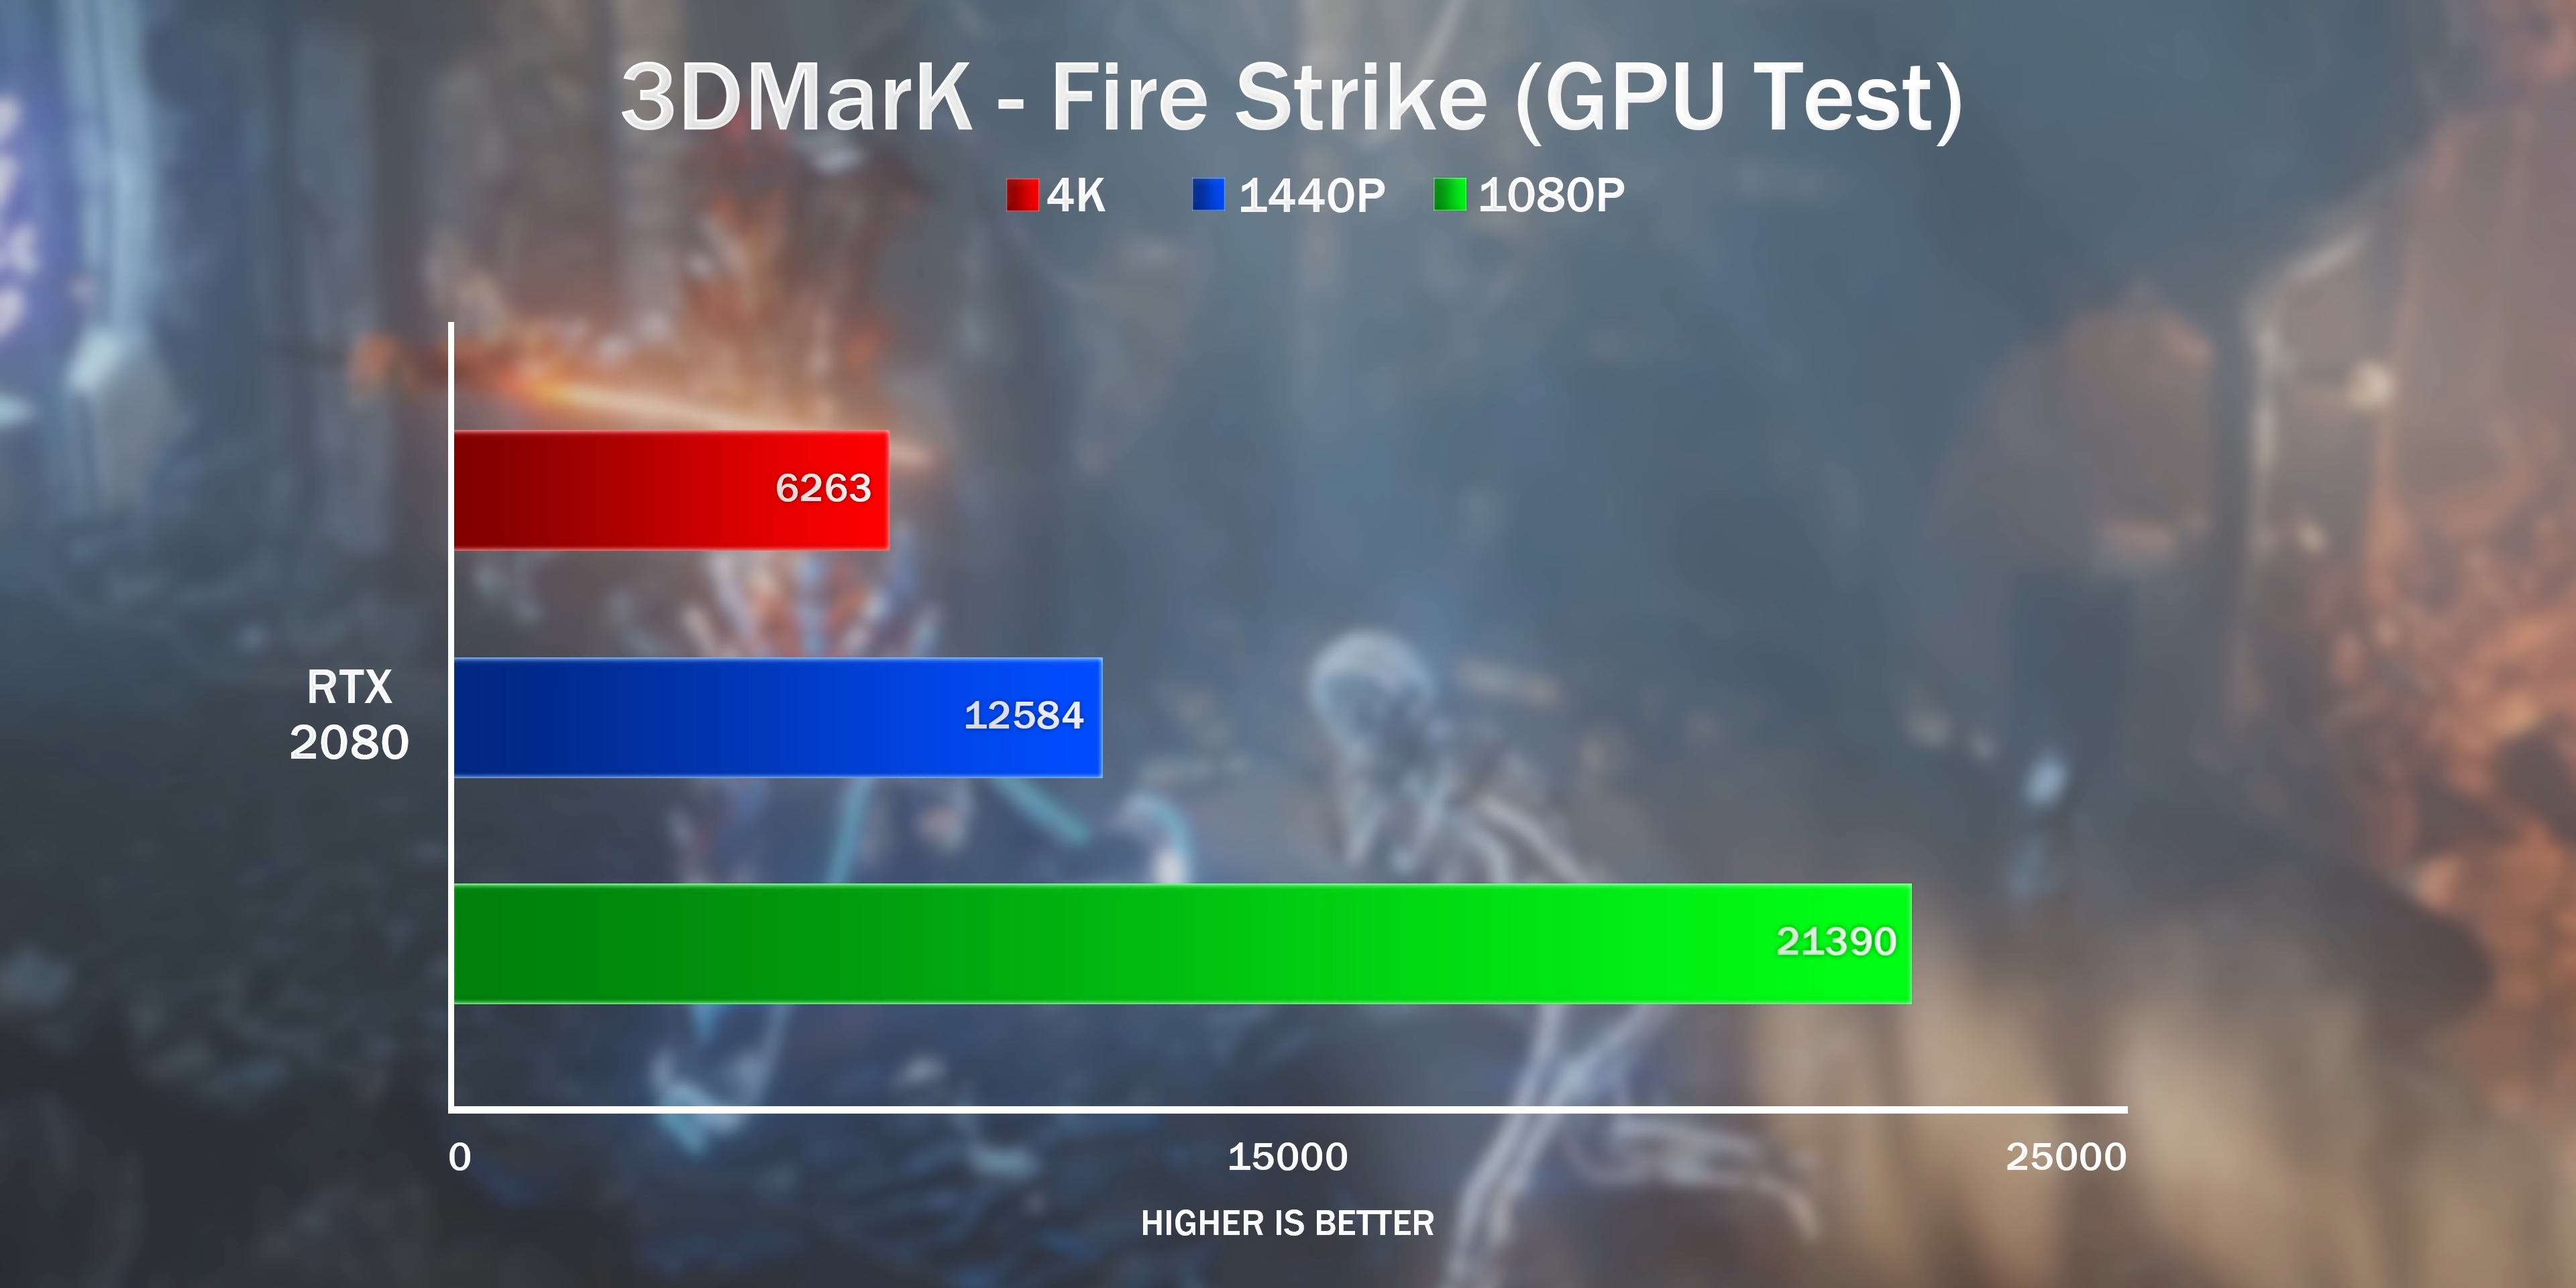 3DMarK - Fire Strike (GPU Test)
4K 1440P 1080P
6263
RTX
2080
12584
21390
0 15000 25000
HIGHER IS BETTER